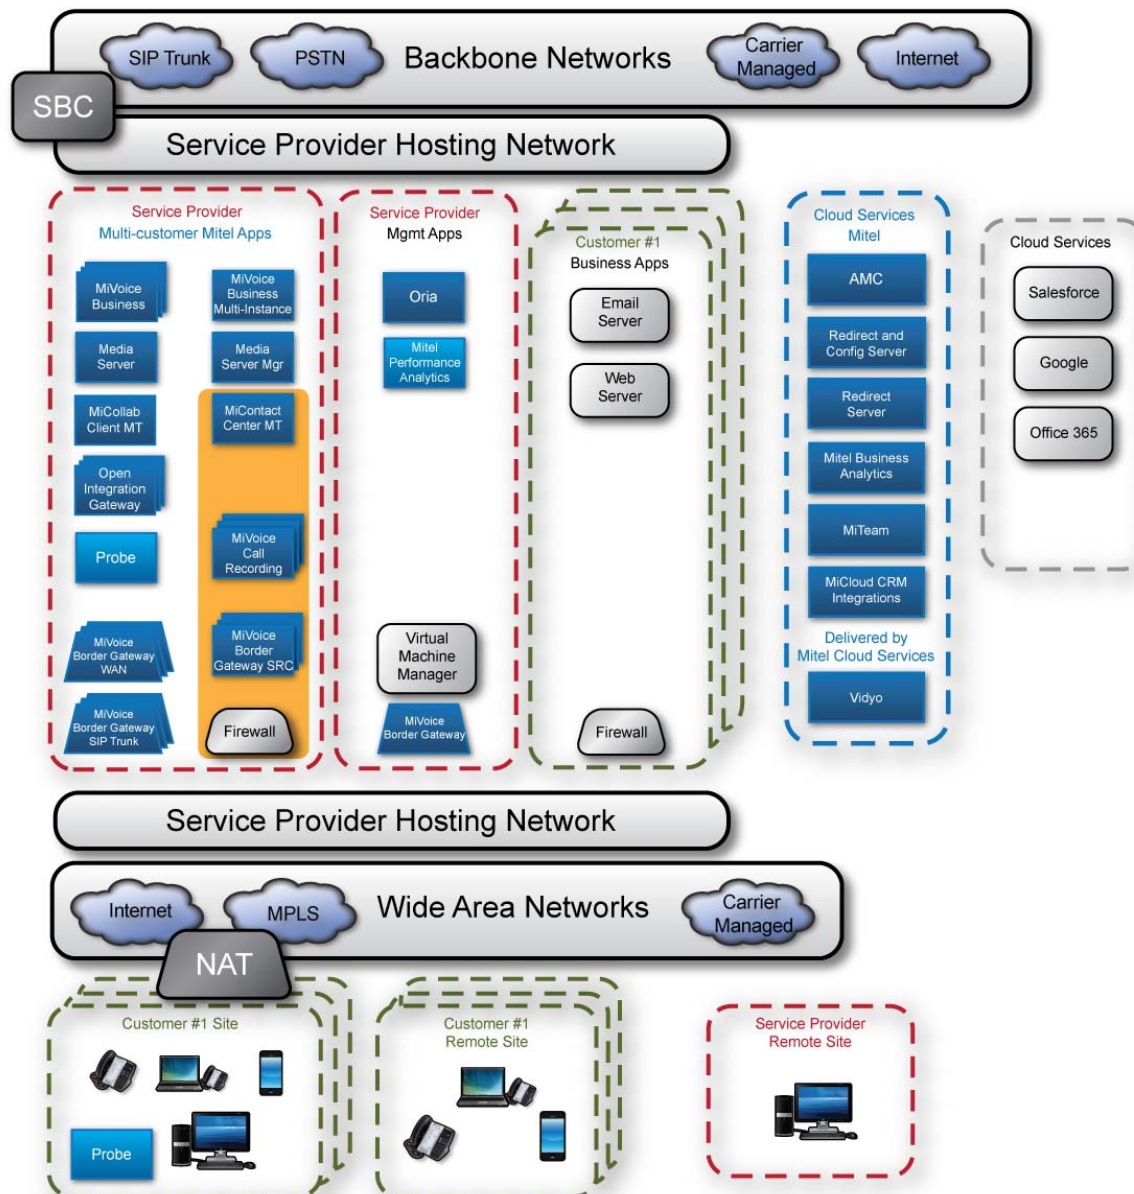 SIP Trunk
PSTN
Backbone Networks
Carrier
Managed
Internet
SBC
Service Provider Hosting Network
Service Provider
Multi-customer Mitel Apps
MiVoice
Business
MiVoice
Business
Multi-Instance
Media
Server
Media
Server Mgr
MiCollab
Client MT
MiContact
Center MT
Open
Integration
Gateway
Probe
MiVoice
Call
Recording
MiVoice
Border Gateway
WAN
MiVoice
Border
Gateway SRC
MiVoice
Border Gateway
SIP Trunk
Firewall
Service Provider
Mgmt Apps
Oria
Mitel
Performance
Analytics
Virtual
Machine
Manager
MiVoice
Border Gateway
Customer #1
Business Apps
Email
Server
Web
Server
Firewall
Cloud Services
Mitel
AMC
Redirect and
Config Server
Redirect
Server
Mitel Business
Analytics
MiTeam
MiCloud CRM
Integrations
Delivered by
Mitel Cloud Services
Vidyo
Cloud Services
Salesforce
Google
Office 365
Service Provider Hosting Network
Internet
MPLS
Wide Area Networks
Carrier
Managed
NAT
Customer #1 Site
Probe
Customer #1
Remote Site
Service Provider
Remote Site